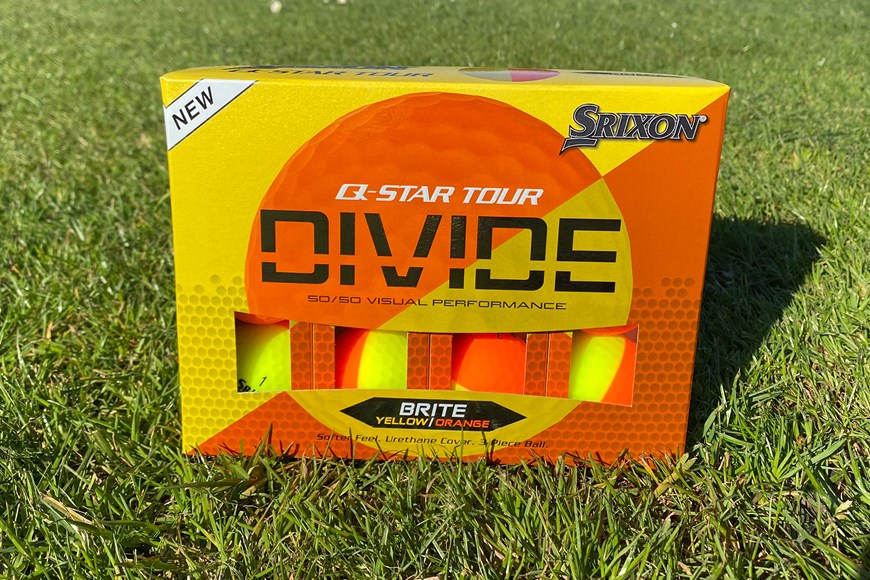 Q-STAR TOUR
NEW
SRIXON®
Q-STAR TOUR
DIVIDE
50/50 VISUAL PERFORMANCE
1
BRITE
YELLOW/ORANGE
Softer Feel. Urethane Cover. 3-Piece Ball.